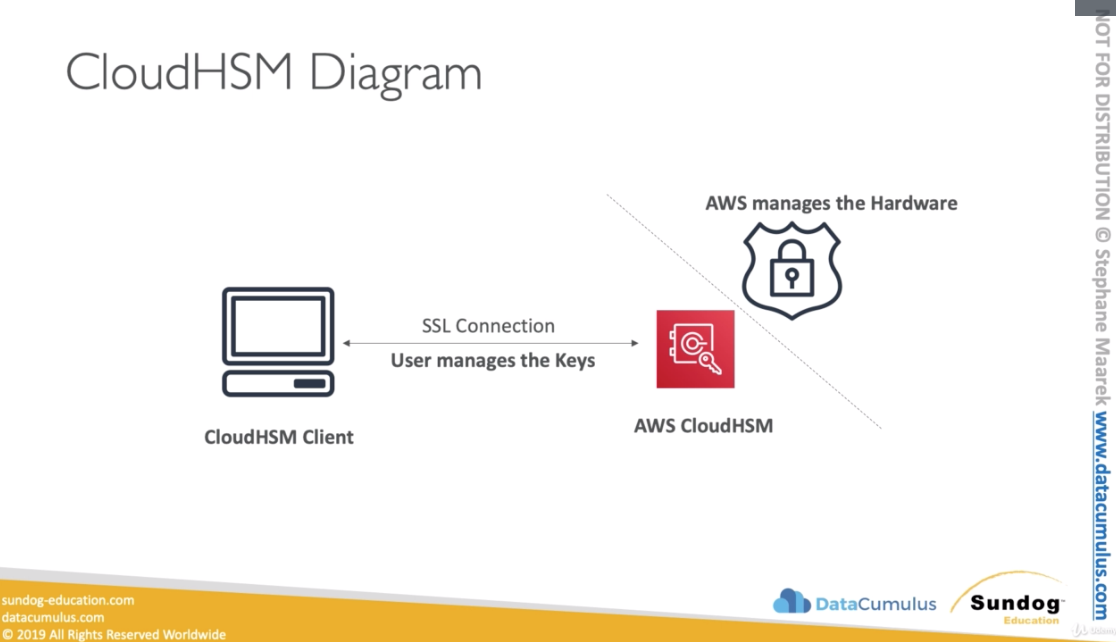 CloudHSM Diagram
AWS manages the Hardware
SSL Connection
User manages the Keys
CloudHSM Client
AWS CloudHSM
sundog-education.com
datacumulus.com
© 2019 All Rights Reserved Worldwide
DataCumulus
Sundog
Education
NOT FOR DISTRIBUTION © Stephane Maarek www.datacumulus.com